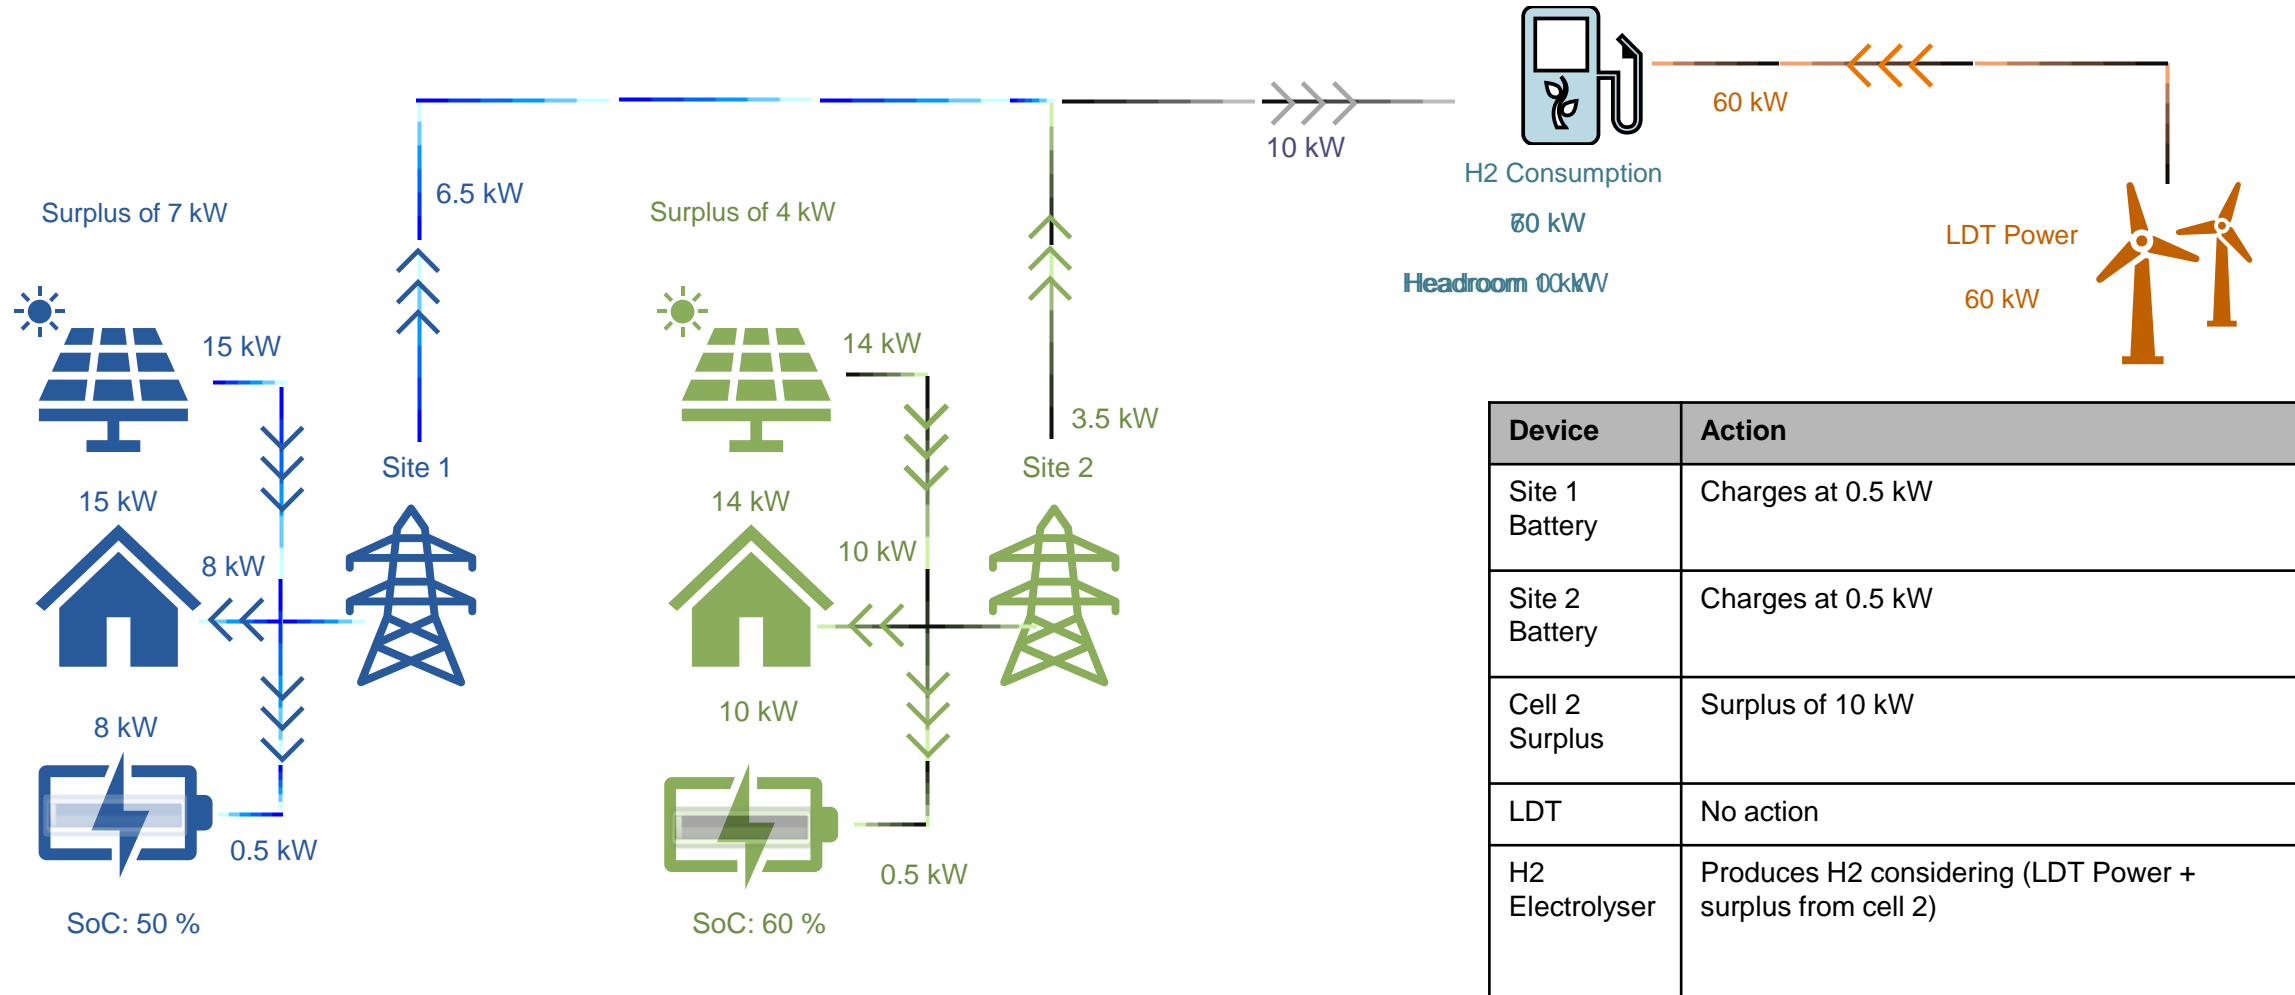 60 kW
10 kW
H2 Consumption
6.5 kW
Surplus of 7 kW
Surplus of 4 kW
kW
LDT Power
Headroom
60 kW
15 kW
14 kW
3.5 kW
Site 1
Site 2
15 kW
14 kW
10 kW
8 kW
10 kW
8 kW
0.5 kW
0.5 kW
SoC: 50 %
SoC: 60 %
Device Action
Site 1 Charges at 0.5 kW
Battery
Site 2 Charges at 0.5 kW
Battery
Cell 2 Surplus of 10 kW
Surplus
LDT No action
H2 Produces H2 considering (LDT Power +
Electrolyser surplus from cell 2)